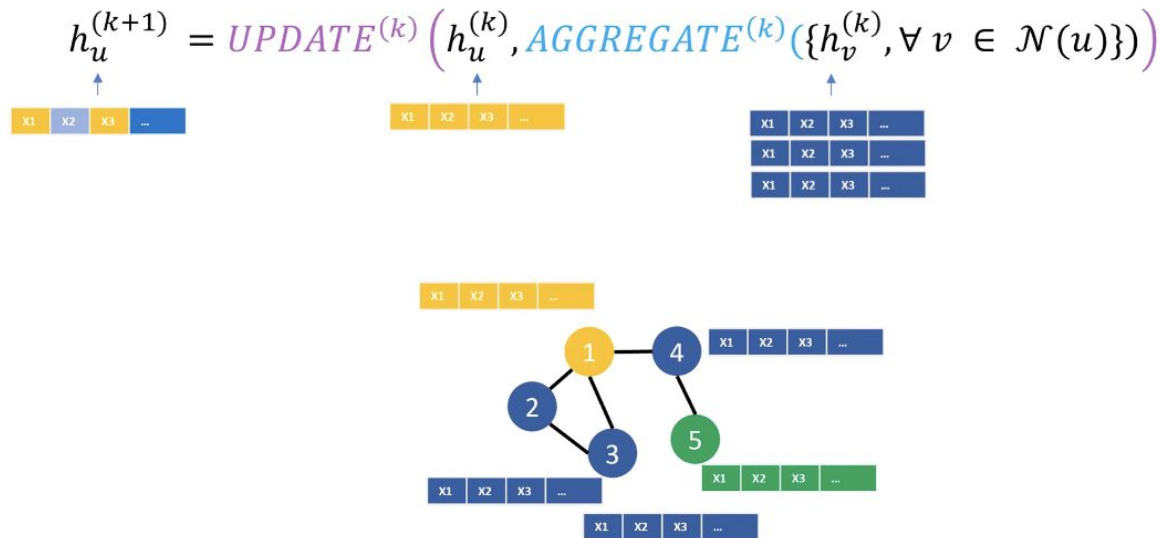 h_u^{(k+1)} = UPDATE^{(k)} ( h_u^{(k)}, AGGREGATE^{(k)}({h_v^{(k)}, ∀ v ∈ 𝒩(u)}))
X1 X2 X3 ...
X1 X2 X3 ...
X1 X2 X3 ...
X1 X2 X3 ...
X1 X2 X3 ...
X1 X2 X3 ...
1
4
X1 X2 X3 ...
2
5
3
X1 X2 X3 ...
X1 X2 X3 ...
X1 X2 X3 ...